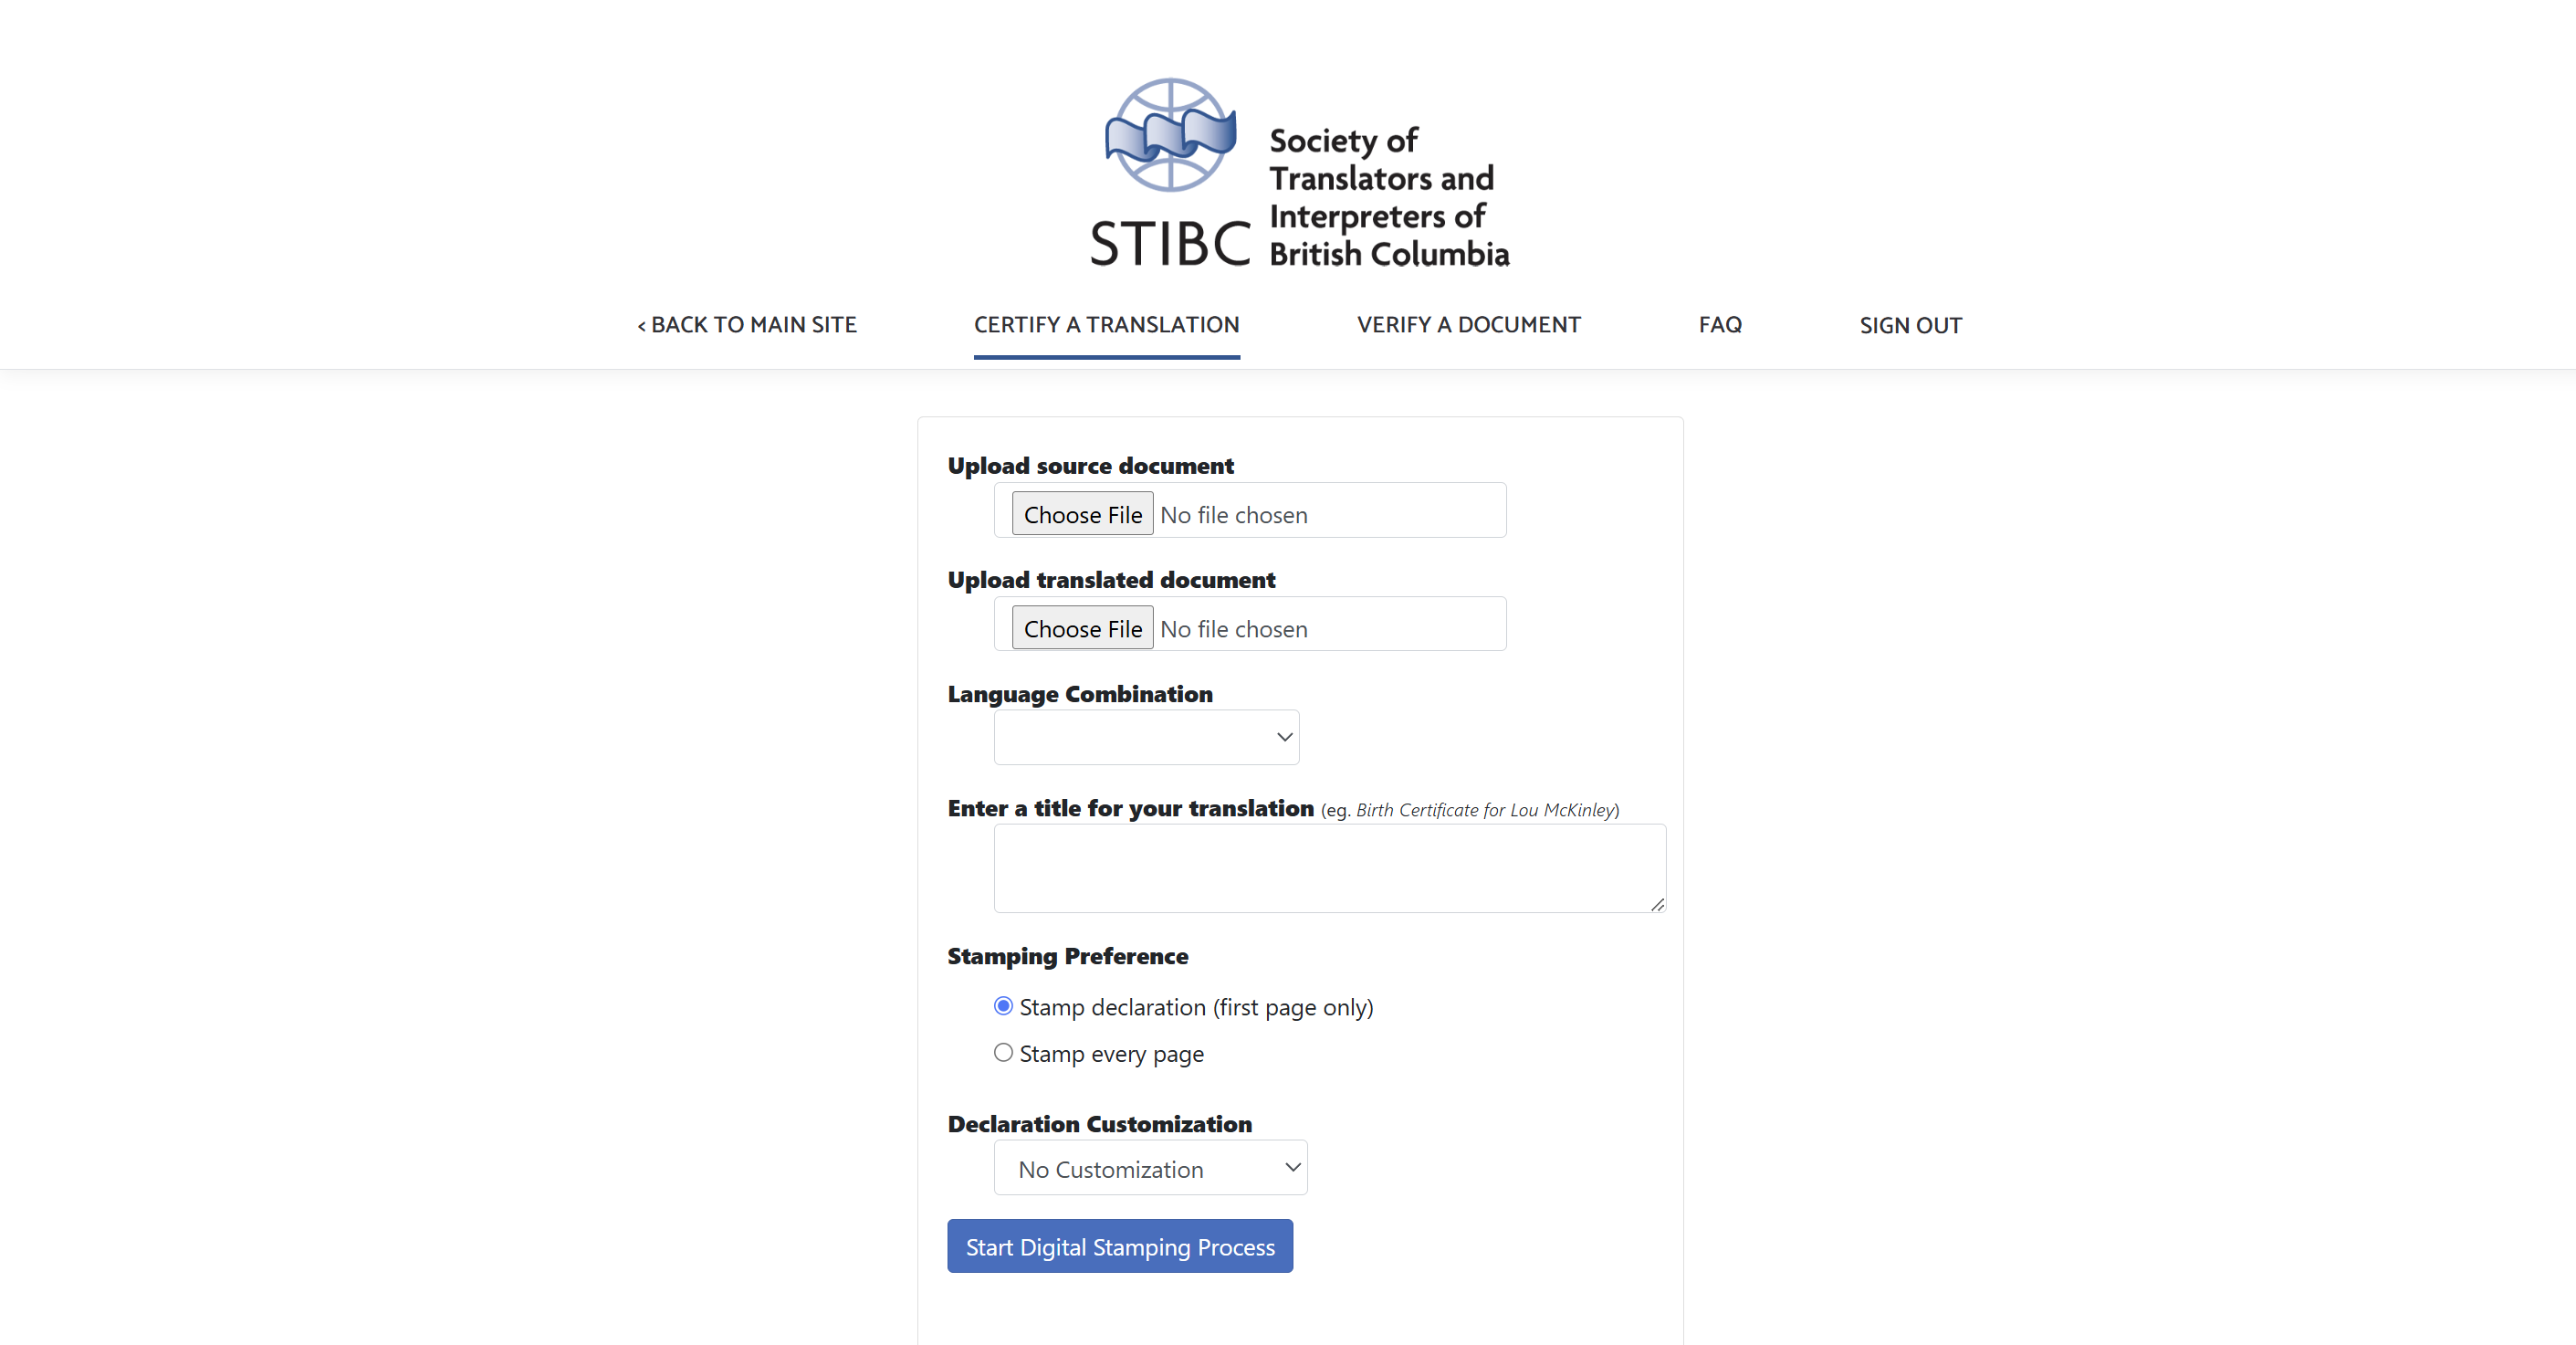 STIBC
Society of
Translators and
Interpreters of
British Columbia
< BACK TO MAIN SITE
CERTIFY A TRANSLATION
VERIFY A DOCUMENT
FAQ
SIGN OUT
Upload source document
Choose File No file chosen
Upload translated document
Choose File No file chosen
Language Combination
Enter a title for your translation (eg. Birth Certificate for Lou McKinley)
Stamping Preference
Stamp declaration (first page only)
Stamp every page
Declaration Customization
No Customization
Start Digital Stamping Process